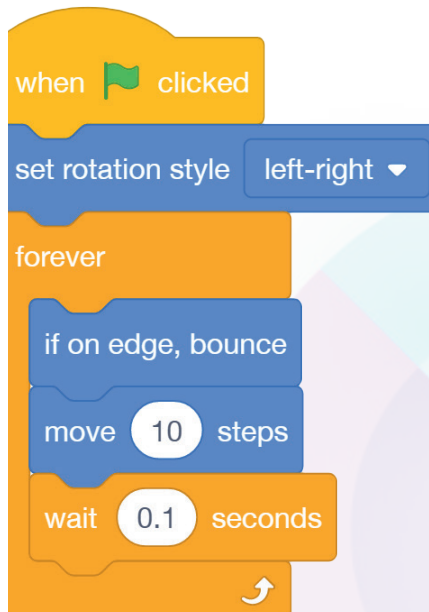 when clicked
set rotation style left-right
forever
if on edge, bounce
move 10 steps
wait 0.1 seconds